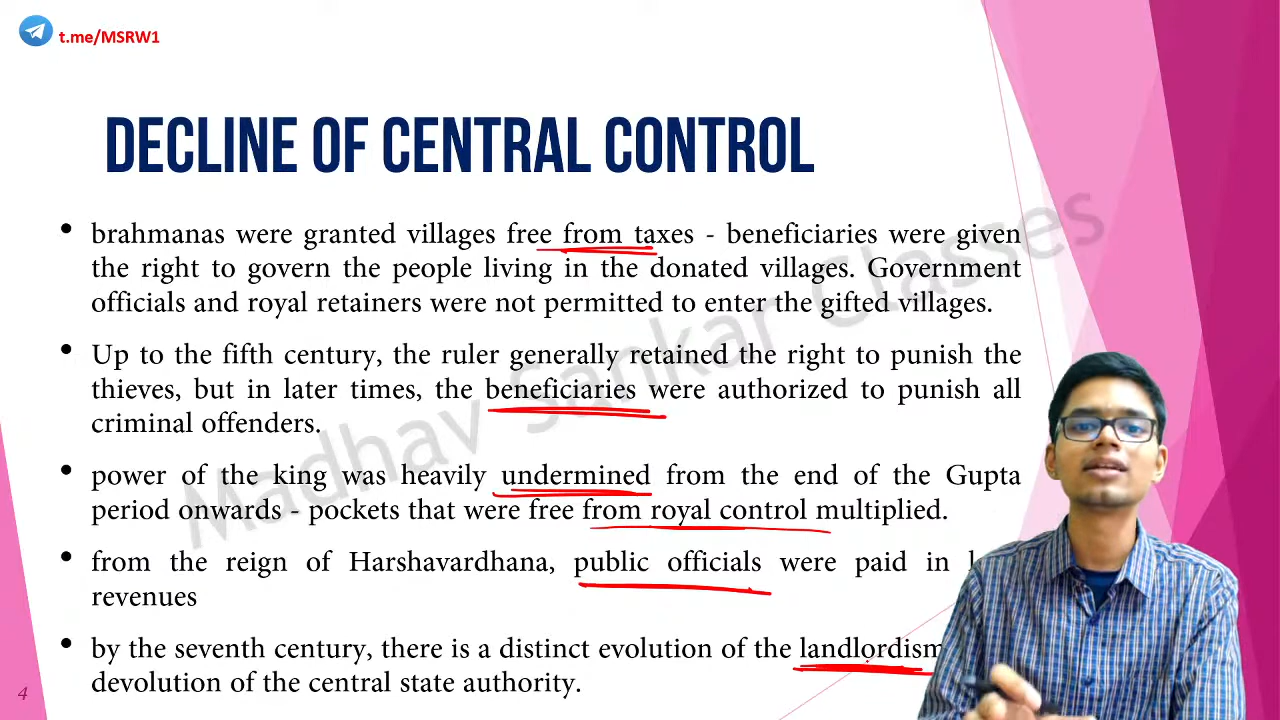 t.me/MSRW1
DECLINE OF CENTRAL CONTROL
• brahmanas were granted villages free from taxes - beneficiaries were given
the right to govern the people living in the donated villages. Government
officials and royal retainers were not permitted to enter the gifted villages.
• Up to the fifth century, the ruler generally retained the right to punish the
thieves, but in later times, the beneficiaries were authorized to punish all
criminal offenders.
• power of the king was heavily undermined from the end of the Gupta
period onwards - pockets that were free from royal control multiplied.
• from the reign of Harshavardhana, public officials were paid in
revenues
• by the seventh century, there is a distinct evolution of the landlordism
devolution of the central state authority.
4
Madhav Sankar Classes